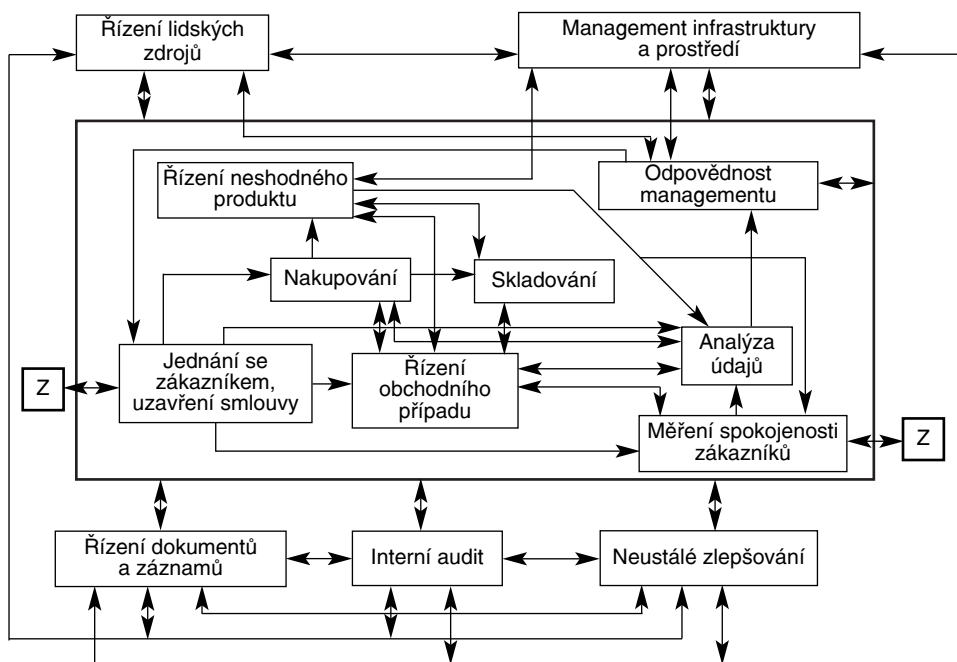 Řízení lidských
zdrojů
Management infrastruktury
a prostředí
Řízení neshodného
produktu
Odpovědnost
managementu
Nakupování
Skladování
Analýza
údajů
Jednání se
zákazníkem,
uzavření smlouvy
Řízení
obchodního
případu
Z
Měření spokojenosti
zákazníků
Z
Řízení dokumentů
a záznamů
Interní audit
Neustálé zlepšování